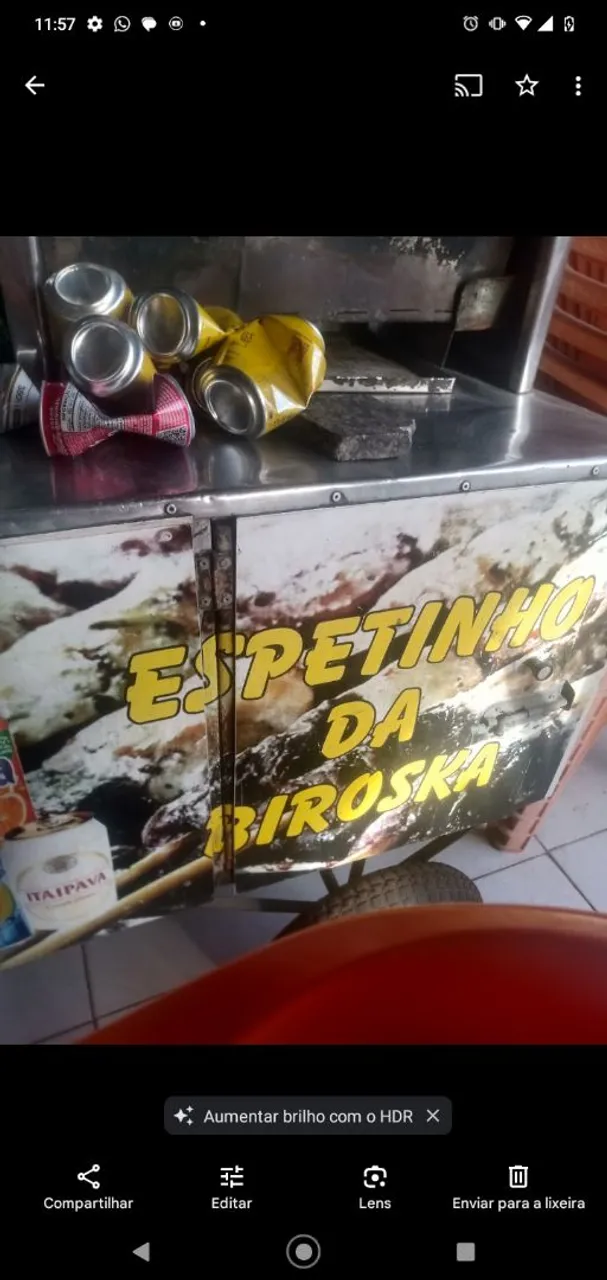 11:57
ESPETINHO
DA
BIROSKA
ITAIPAVA
Aumentar brilho com o HDR
Compartilhar
Editar
Lens
Enviar para a lixeira